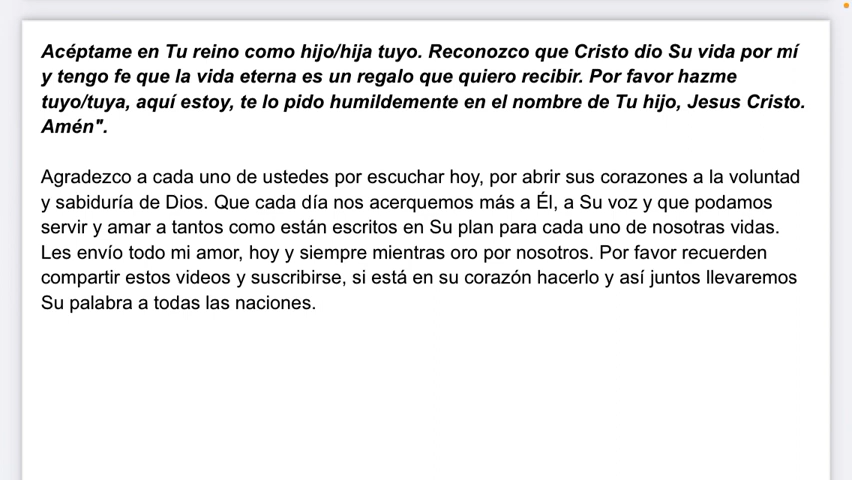 Acéptame en Tu reino como hijo/hija tuyo. Reconozco que Cristo dio Su vida por mí
y tengo fe que la vida eterna es un regalo que quiero recibir. Por favor hazme
tuyo/tuya, aquí estoy, te lo pido humildemente en el nombre de Tu hijo, Jesus Cristo.
Amén".
Agradezco a cada uno de ustedes por escuchar hoy, por abrir sus corazones a la voluntad
y sabiduría de Dios. Que cada día nos acerquemos más a Él, a Su voz y que podamos
servir y amar a tantos como están escritos en Su plan para cada uno de nosotras vidas.
Les envío todo mi amor, hoy y siempre mientras oro por nosotros. Por favor recuerden
compartir estos videos y suscribirse, si está en su corazón hacerlo y así juntos llevaremos
Su palabra a todas las naciones.